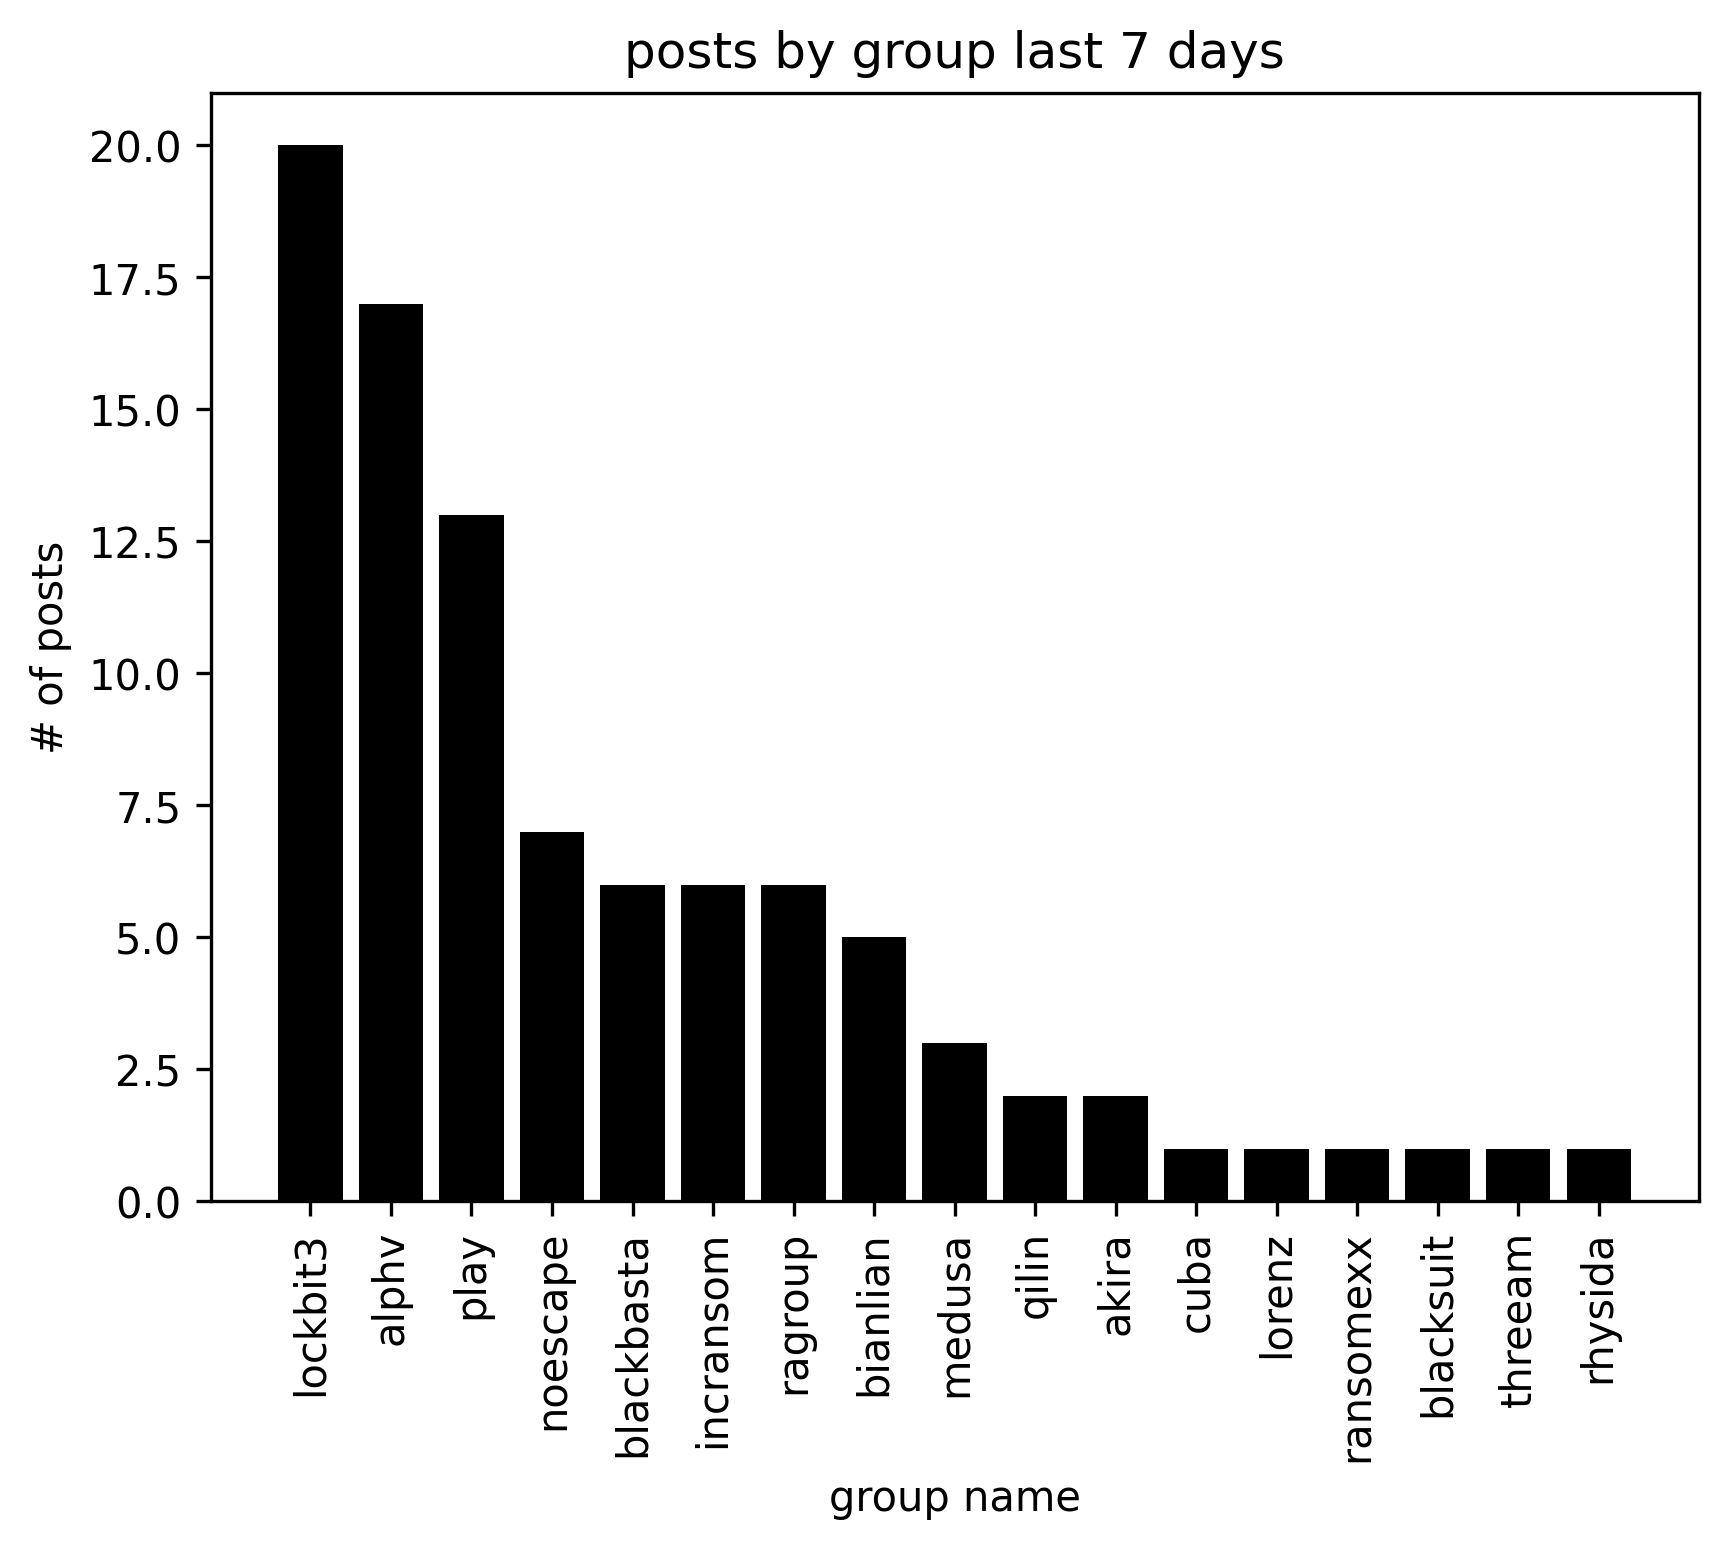 posts by group last 7 days
# of posts
20.0
17.5
15.0
12.5
10.0
7.5
5.0
2.5
0.0
lockbit3
alphv
play
noescape
blackbasta
incransom
ragroup
bianlian
medusa
qilin
akira
cuba
lorenz
ransomexx
blacksuit
threeam
rhysida
group name